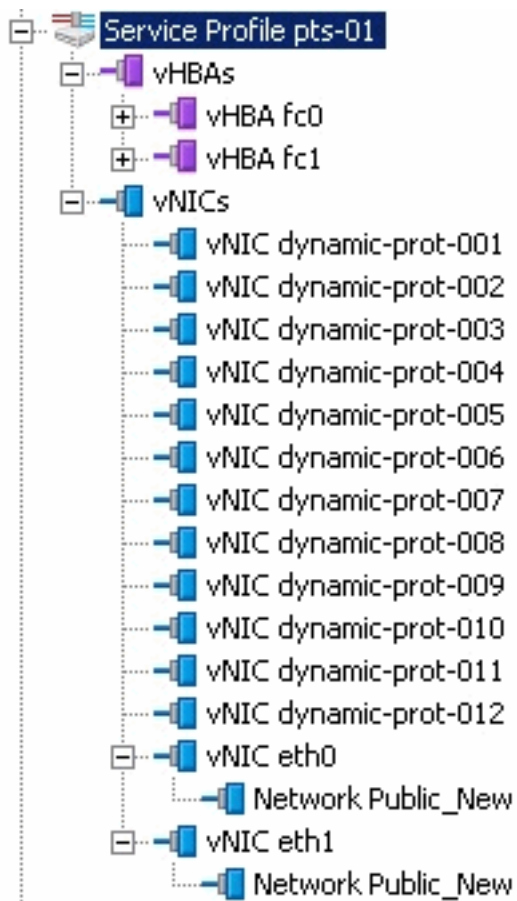 Service Profile pts-01
vHBAs
vHBA fc0
vHBA fc1
vNICs
vNIC dynamic-prot-001
vNIC dynamic-prot-002
vNIC dynamic-prot-003
vNIC dynamic-prot-004
vNIC dynamic-prot-005
vNIC dynamic-prot-006
vNIC dynamic-prot-007
vNIC dynamic-prot-008
vNIC dynamic-prot-009
vNIC dynamic-prot-010
vNIC dynamic-prot-011
vNIC dynamic-prot-012
vNIC eth0
Network Public_New
vNIC eth1
Network Public_New